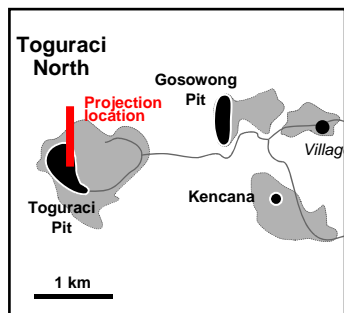 Toguraci
North
Projection
location
Gosowong
Pit
Villag
Kencana
Toguraci
Pit
1 km